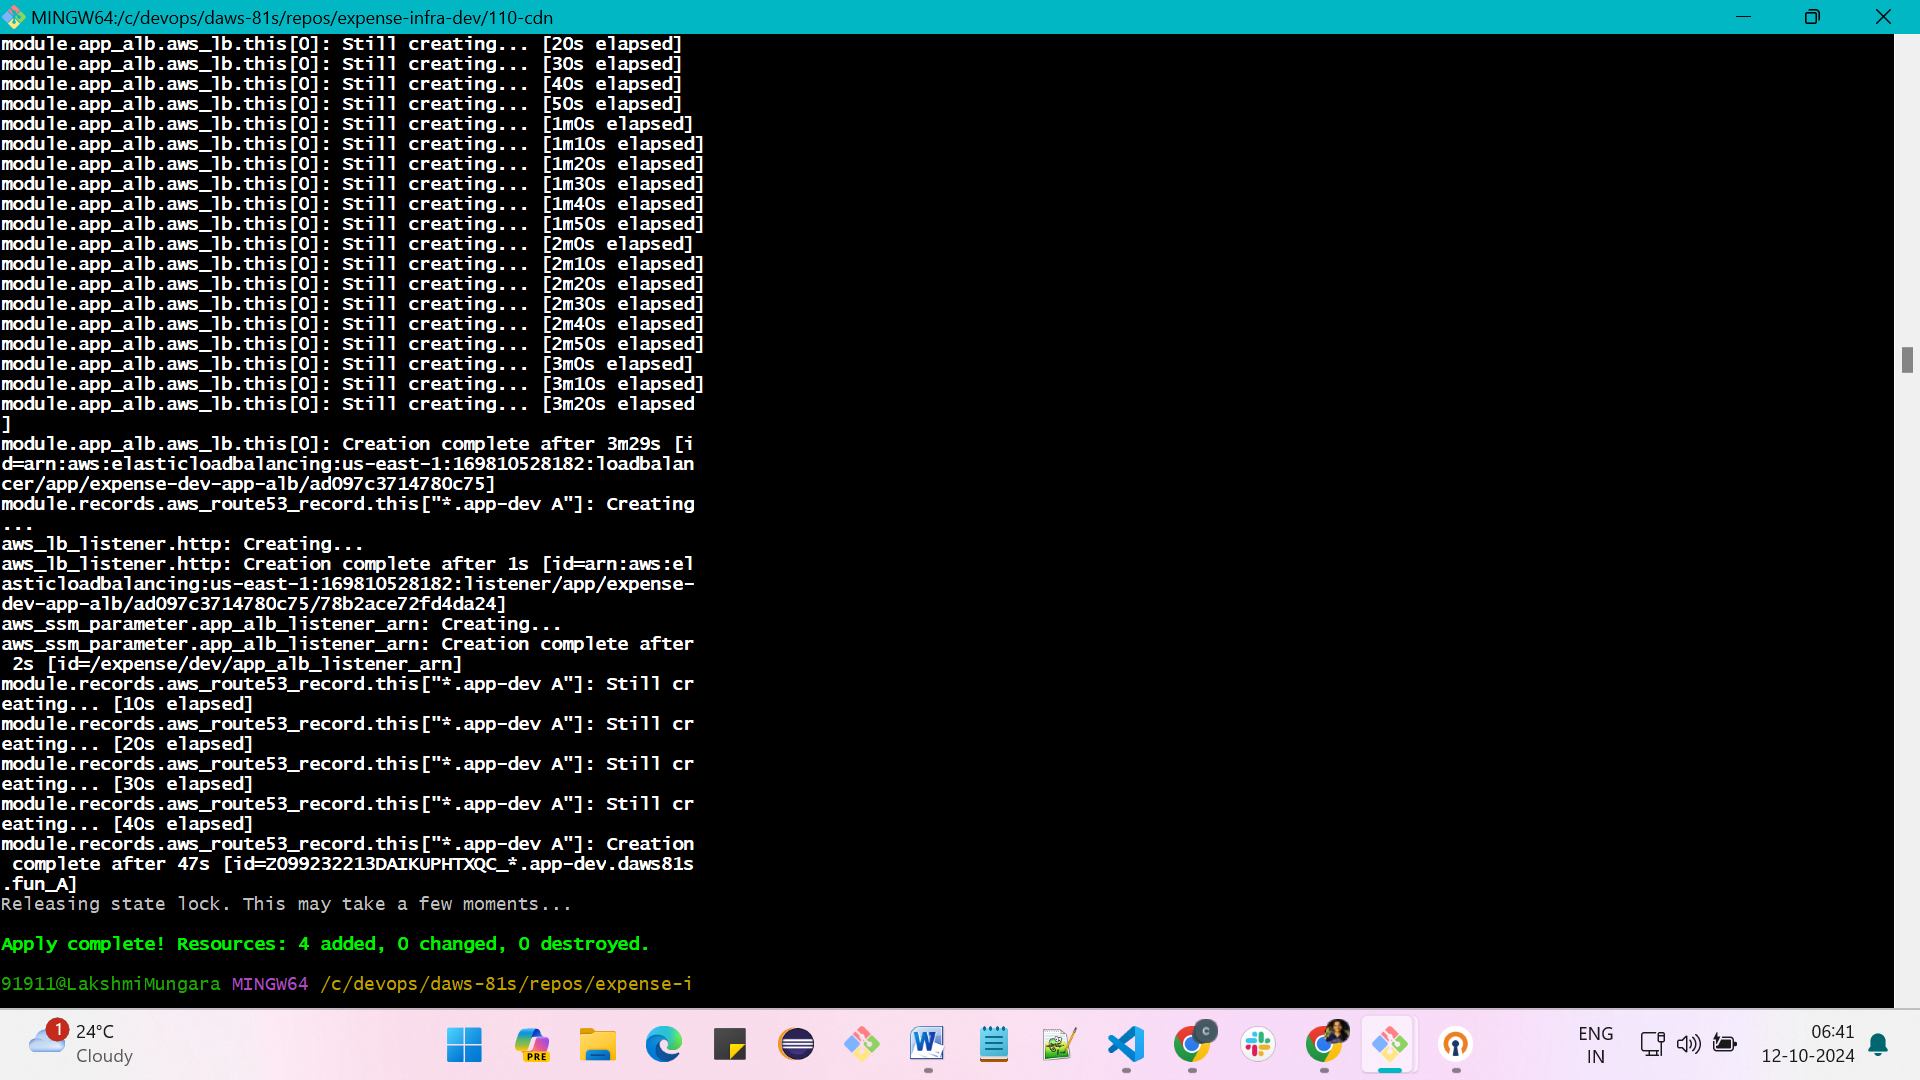 MINGW64:/c/devops/daws-81s/repos/expense-infra-dev/110-cdn
module.app_alb.aws_lb.this[0]: Still creating... [20s elapsed]
module.app_alb.aws_lb.this[0]: Still creating... [30s elapsed]
module.app_alb.aws_lb.this[0]: Still creating... [40s elapsed]
module.app_alb.aws_lb.this[0]: Still creating... [50s elapsed]
module.app_alb.aws_lb.this[0]: Still creating... [1m0s elapsed]
module.app_alb.aws_lb.this[0]: Still creating... [1m10s elapsed]
module.app_alb.aws_lb.this[0]: Still creating... [1m20s elapsed]
module.app_alb.aws_lb.this[0]: Still creating... [1m30s elapsed]
module.app_alb.aws_lb.this[0]: Still creating... [1m40s elapsed]
module.app_alb.aws_lb.this[0]: Still creating... [1m50s elapsed]
module.app_alb.aws_lb.this[0]: Still creating... [2m0s elapsed]
module.app_alb.aws_lb.this[0]: Still creating... [2m10s elapsed]
module.app_alb.aws_lb.this[0]: Still creating... [2m20s elapsed]
module.app_alb.aws_lb.this[0]: Still creating... [2m30s elapsed]
module.app_alb.aws_lb.this[0]: Still creating... [2m40s elapsed]
module.app_alb.aws_lb.this[0]: Still creating... [2m50s elapsed]
module.app_alb.aws_lb.this[0]: Still creating... [3m0s elapsed]
module.app_alb.aws_lb.this[0]: Still creating... [3m10s elapsed]
module.app_alb.aws_lb.this[0]: Still creating... [3m20s elapsed
]
module.app_alb.aws_lb.this[0]: Creation complete after 3m29s [i
d=arn:aws:elasticloadbalancing:us-east-1:169810528182:loadbalan
cer/app/expense-dev-app-alb/ad097c3714780c75]
module.records.aws_route53_record.this["*.app-dev A"]: Creating
...
aws_lb_listener.http: Creating...
aws_lb_listener.http: Creation complete after 1s [id=arn:aws:el
asticloadbalancing:us-east-1:169810528182:listener/app/expense-
dev-app-alb/ad097c3714780c75/78b2ace72fd4da24]
aws_ssm_parameter.app_alb_listener_arn: Creating...
aws_ssm_parameter.app_alb_listener_arn: Creation complete after
 2s [id=/expense/dev/app_alb_listener_arn]
module.records.aws_route53_record.this["*.app-dev A"]: Still cr
eating... [10s elapsed]
module.records.aws_route53_record.this["*.app-dev A"]: Still cr
eating... [20s elapsed]
module.records.aws_route53_record.this["*.app-dev A"]: Still cr
eating... [30s elapsed]
module.records.aws_route53_record.this["*.app-dev A"]: Still cr
eating... [40s elapsed]
module.records.aws_route53_record.this["*.app-dev A"]: Creation
 complete after 47s [id=Z099232213DAIKUPHTXQC_*.app-dev.daws81s
.fun_A]
Releasing state lock. This may take a few moments...
Apply complete! Resources: 4 added, 0 changed, 0 destroyed.
91911@LakshmiMungara MINGW64 /c/devops/daws-81s/repos/expense-i
1
24°C
Cloudy
PRE
W
C
ENG
IN
06:41
12-10-2024